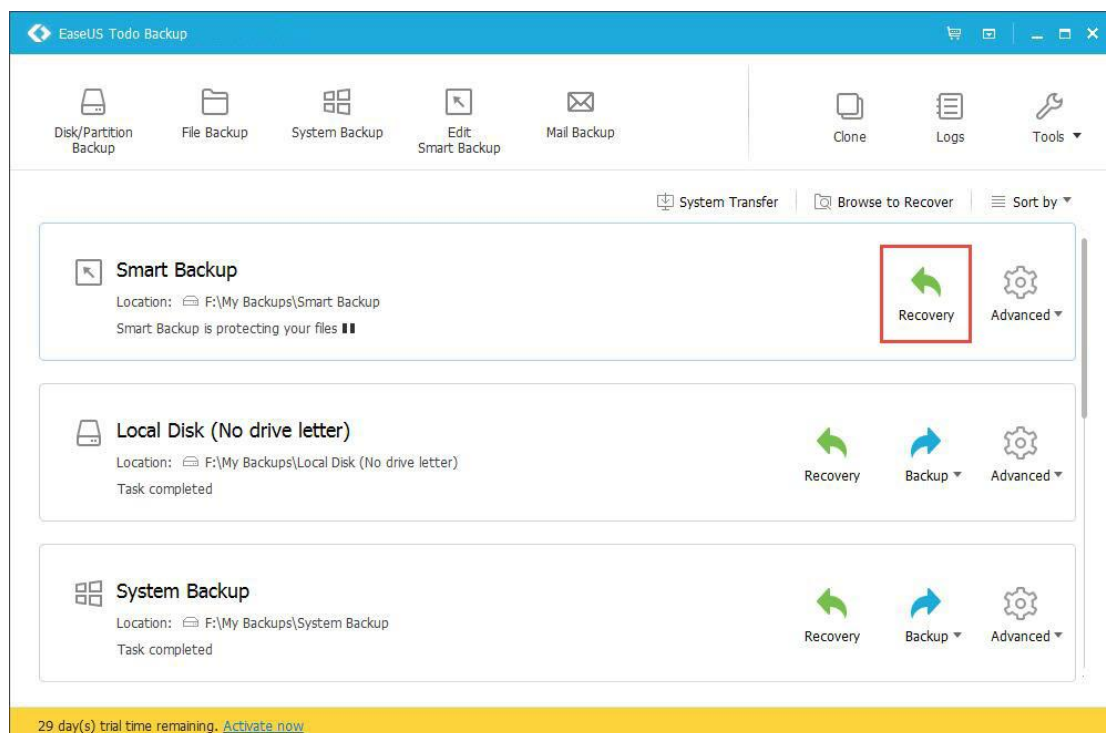 EaseUS Todo Backup
Disk/Partition
Backup
File Backup
System Backup
Edit
Smart Backup
Mail Backup
Clone
Logs
Tools
System Transfer
Browse to Recover
Sort by
Smart Backup
Location: F:\My Backups\Smart Backup
Smart Backup is protecting your files
Recovery
Advanced
Local Disk (No drive letter)
Location: F:\My Backups\Local Disk (No drive letter)
Task completed
Recovery
Backup
Advanced
System Backup
Location: F:\My Backups\System Backup
Task completed
Recovery
Backup
Advanced
29 day(s) trial time remaining. Activate now